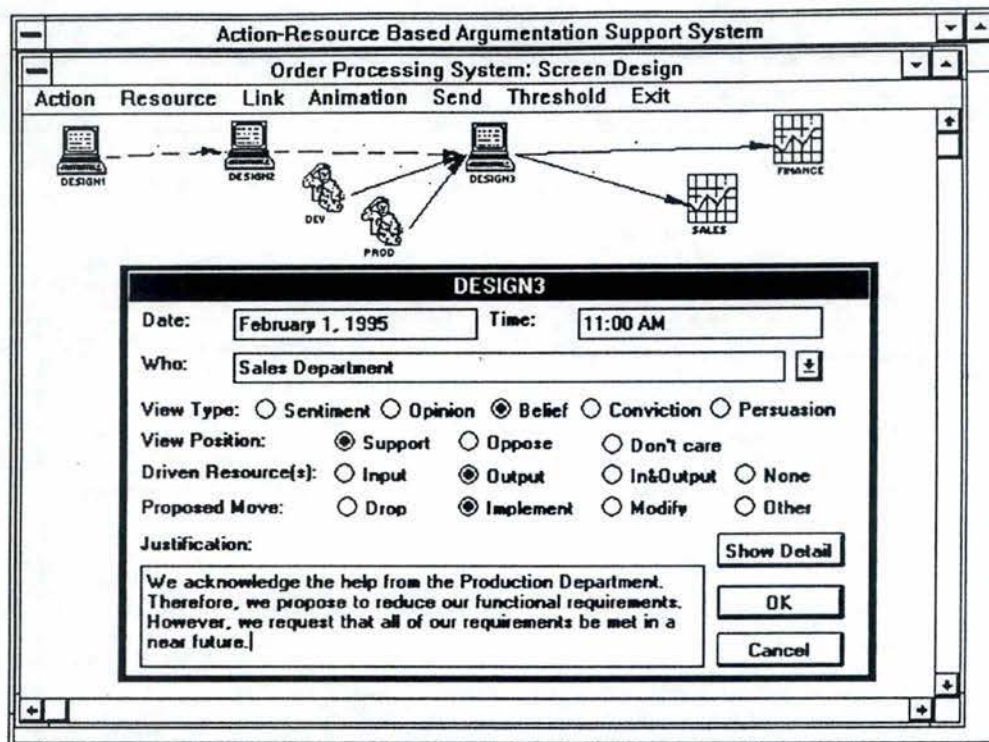 Action-Resource Based Argumentation Support System
Order Processing System: Screen Design
Action Resource Link Animation Send Threshold Exit
DESIGN1
DESIGN2
DESIGN3
FINANCE
DEV
SALES
PROD
DESIGN3
Date: February 1, 1995 Time: 11:00 AM
Who: Sales Department
View Type: Sentiment Opinion Belief Conviction Persuasion
View Position: Support Oppose Don't care
Driven Resource(s): Input Output In&Output None
Proposed Move: Drop Implement Modify Other
Justification:
Show Detail
We acknowledge the help from the Production Department.
Therefore, we propose to reduce our functional requirements.
However, we request that all of our requirements be met in a
near future.
OK
Cancel